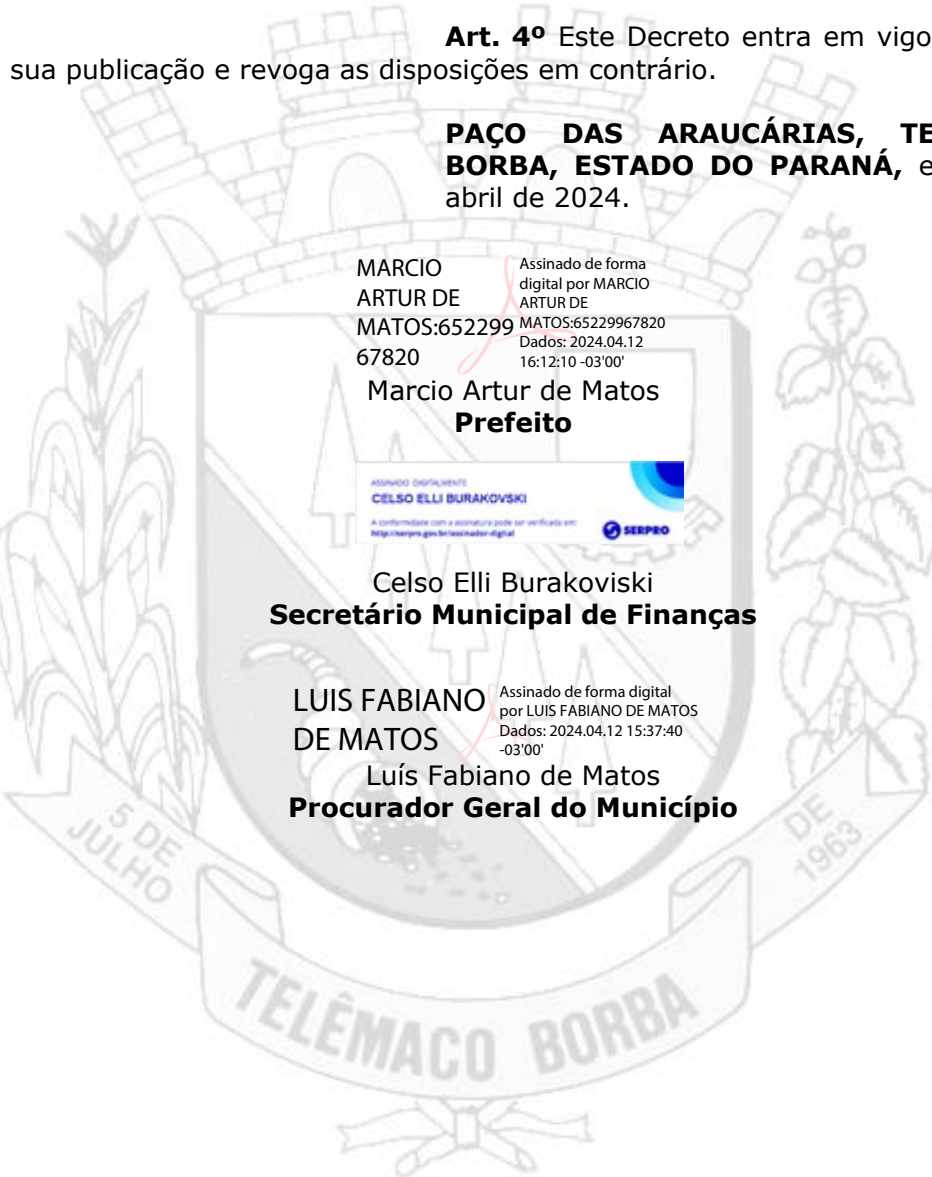 Art. 4º Este Decreto entra em vigo
sua publicação e revoga as disposições em contrário.
PAÇO DAS ARAUCÁRIAS, TE
BORBA, ESTADO DO PARANÁ, e
abril de 2024.
MARCIO
ARTUR DE
MATOS:652299
67820
Assinado de forma
digital por MARCIO
ARTUR DE
MATOS:65229967820
Dados: 2024.04.12
16:12:10 -03'00'
Marcio Artur de Matos
Prefeito
ASSINADO DIGITALMENTE
CELSO ELLI BURAKOVSKI
A conformidade com a assinatura pode ser verificada em:
http://serpro.gov.br/assinador-digital
SERPRO
Celso Elli Burakoviski
Secretário Municipal de Finanças
LUIS FABIANO
DE MATOS
Assinado de forma digital
por LUIS FABIANO DE MATOS
Dados: 2024.04.12 15:37:40
-03'00'
Luís Fabiano de Matos
Procurador Geral do Município
5 DE
JULHO
DE
1963
TELÊMACO BORBA